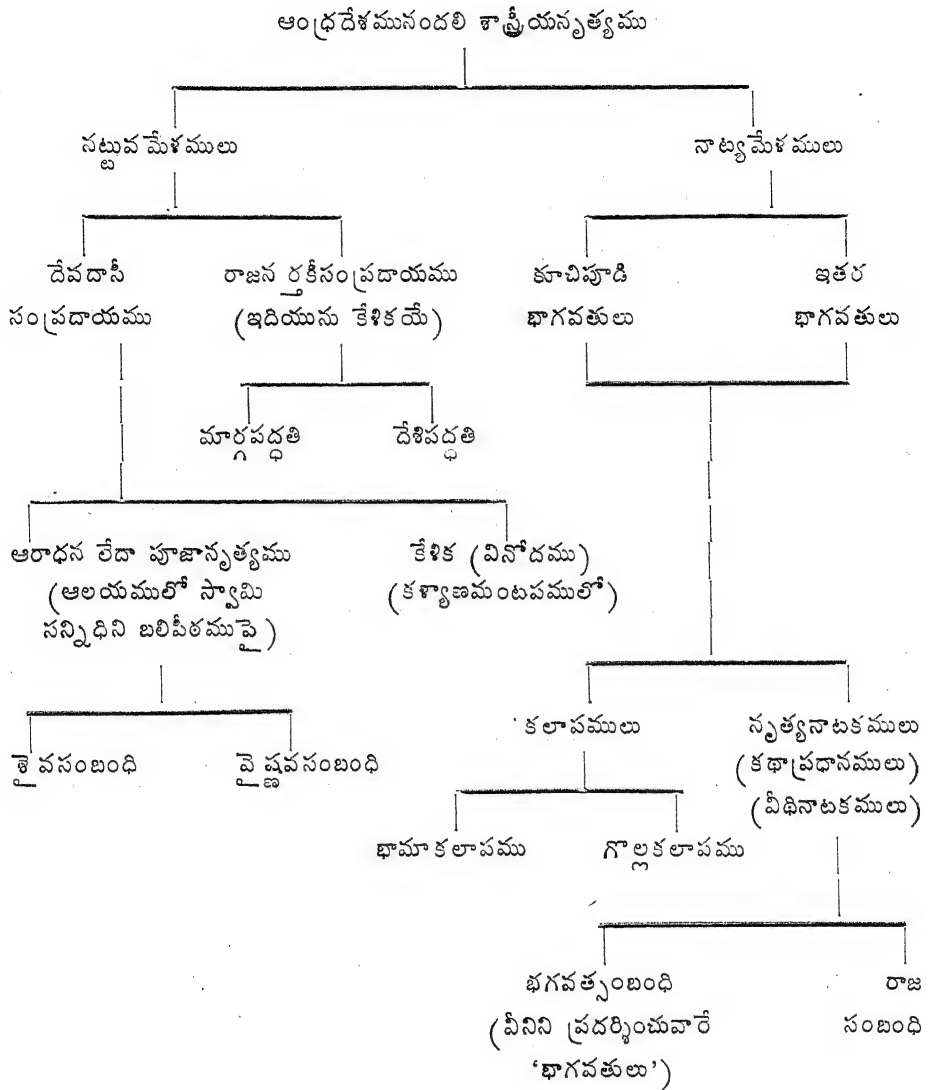 ఆంధ్రదేశమునందలి శాస్త్రీయనృత్యము
నట్టువ మేళములు
నాట్యమేళములు
దేవదాసీ
సంప్రదాయము
రాజనర్తకీసంప్రదాయము
(ఇదియును కేళికయే)
కూచిపూడి
భాగవతులు
ఇతర
భాగవతులు
మార్గపద్ధతి
దేశిపద్ధతి
ఆరాధన లేదా పూజానృత్యము
(ఆలయములో స్వామి
సన్నిధిని బలిపీఠముపై)
కేళిక (వినోదము)
(కళ్యాణమంటపములో)
శైవసంబంధి
వైష్ణవసంబంధి
కలాపములు
నృత్యనాటకములు
(కథాప్రధానములు)
(వీథినాటకములు)
భామాకలాపము
గొల్లకలాపము
భగవత్సంబంధి
(వీనిని ప్రదర్శించువారే
‘భాగవతులు’)
రాజ
సంబంధి